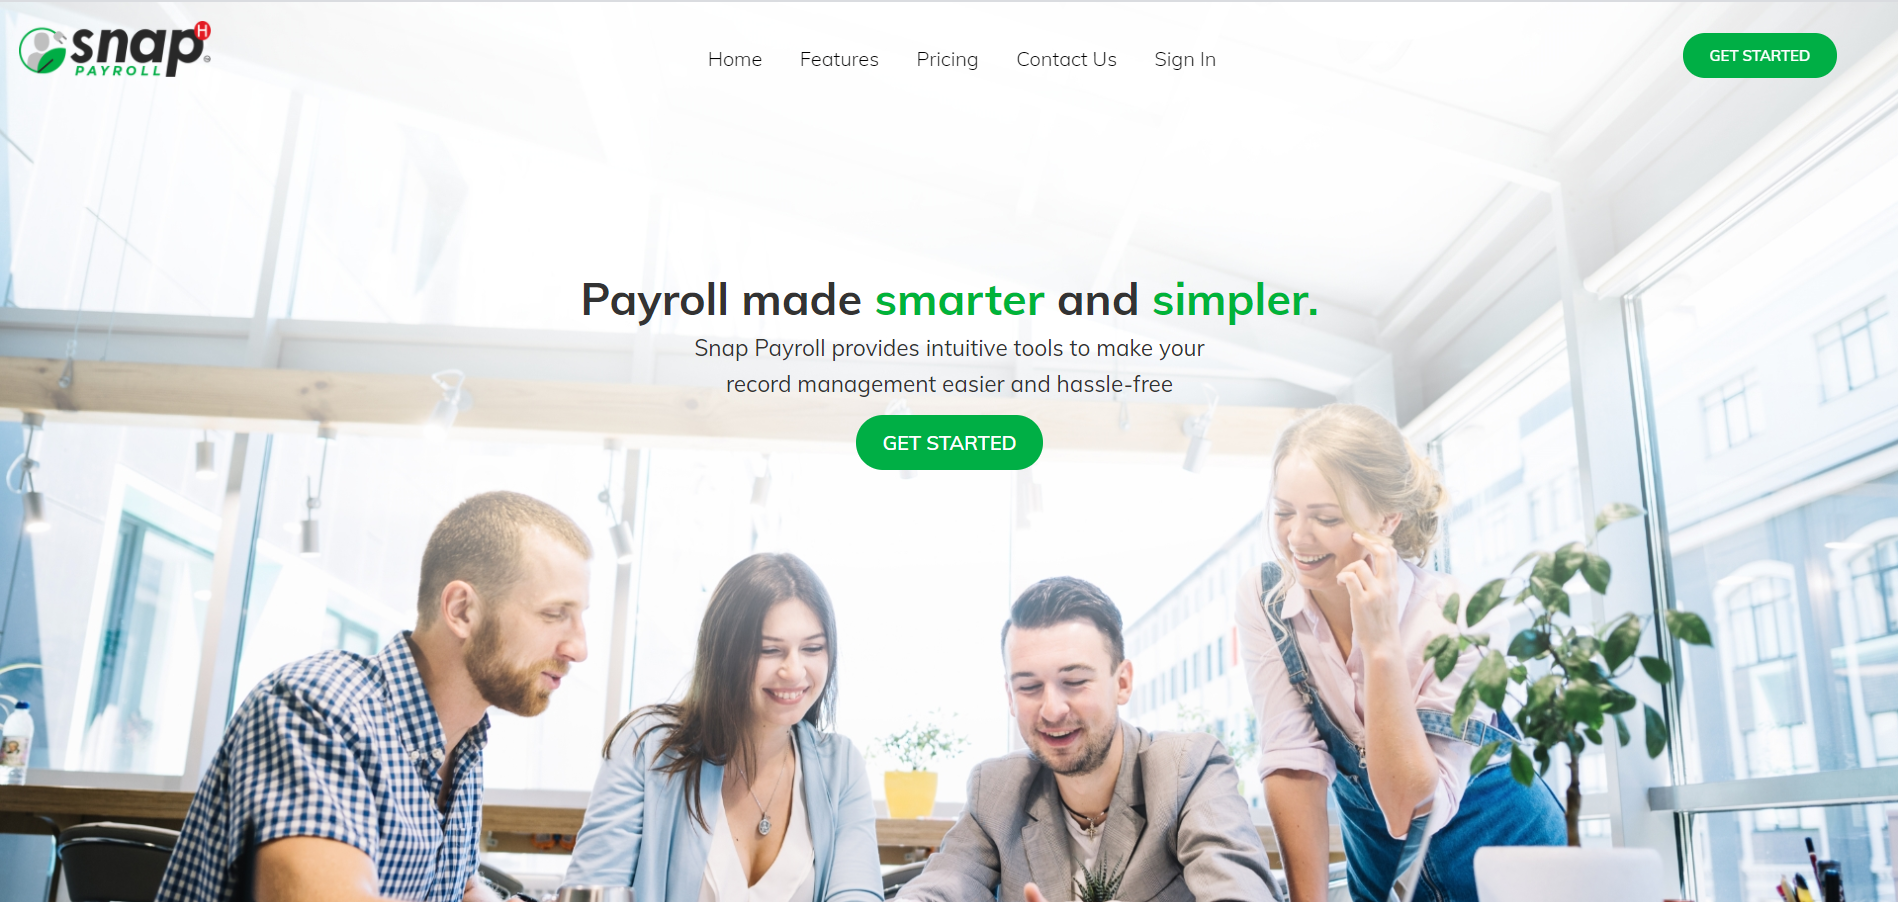 snap H
PAYROLL
Home Features Pricing Contact Us Sign In
GET STARTED
Payroll made smarter and simpler.
Snap Payroll provides intuitive tools to make your
record management easier and hassle-free
GET STARTED